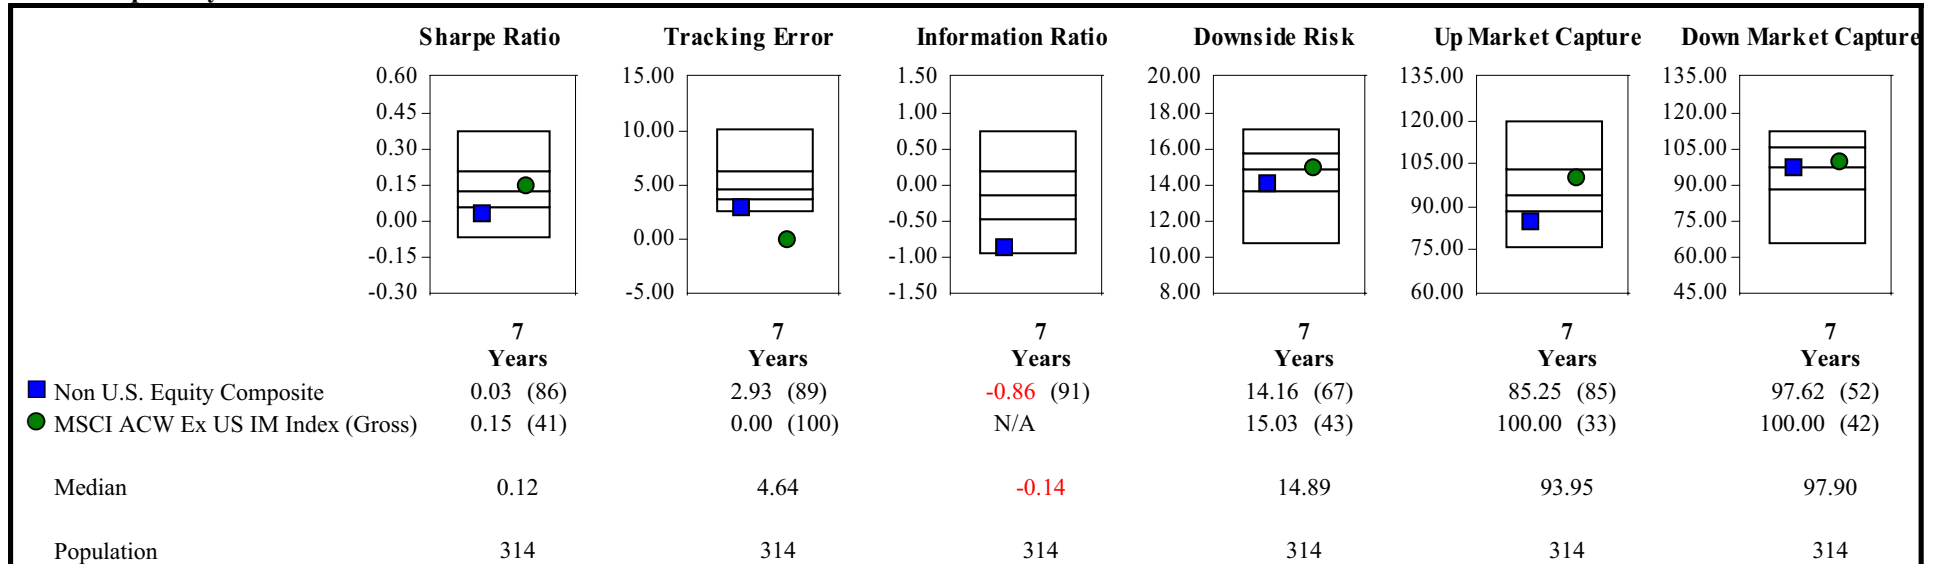 Sharpe Ratio Tracking Error Information Ratio Downside Risk Up Market Capture Down Market Capture
0.60 15.00 1.50 20.00 135.00 135.00
0.45 1.00 18.00 120.00 120.00
0.30 10.00 0.50 16.00 105.00 105.00
0.15 5.00 0.00 14.00 90.00 90.00
0.00 0.00 -0.50 12.00 75.00 75.00
-0.15 -1.00 10.00 60.00
-0.30 -5.00 -1.50 8.00 60.00 45.00
7 7 7 7 7 7
Years Years Years Years Years Years
Non U.S. Equity Composite 0.03 (86) 2.93 (89) -0.86 (91) 14.16 (67) 85.25 (85) 97.62 (52)
MSCI ACW Ex US IM Index (Gross) 0.15 (41) 0.00 (100) N/A 15.03 (43) 100.00 (33) 100.00 (42)
Median 0.12 4.64 -0.14 14.89 93.95 97.90
Population 314 314 314 314 314 314